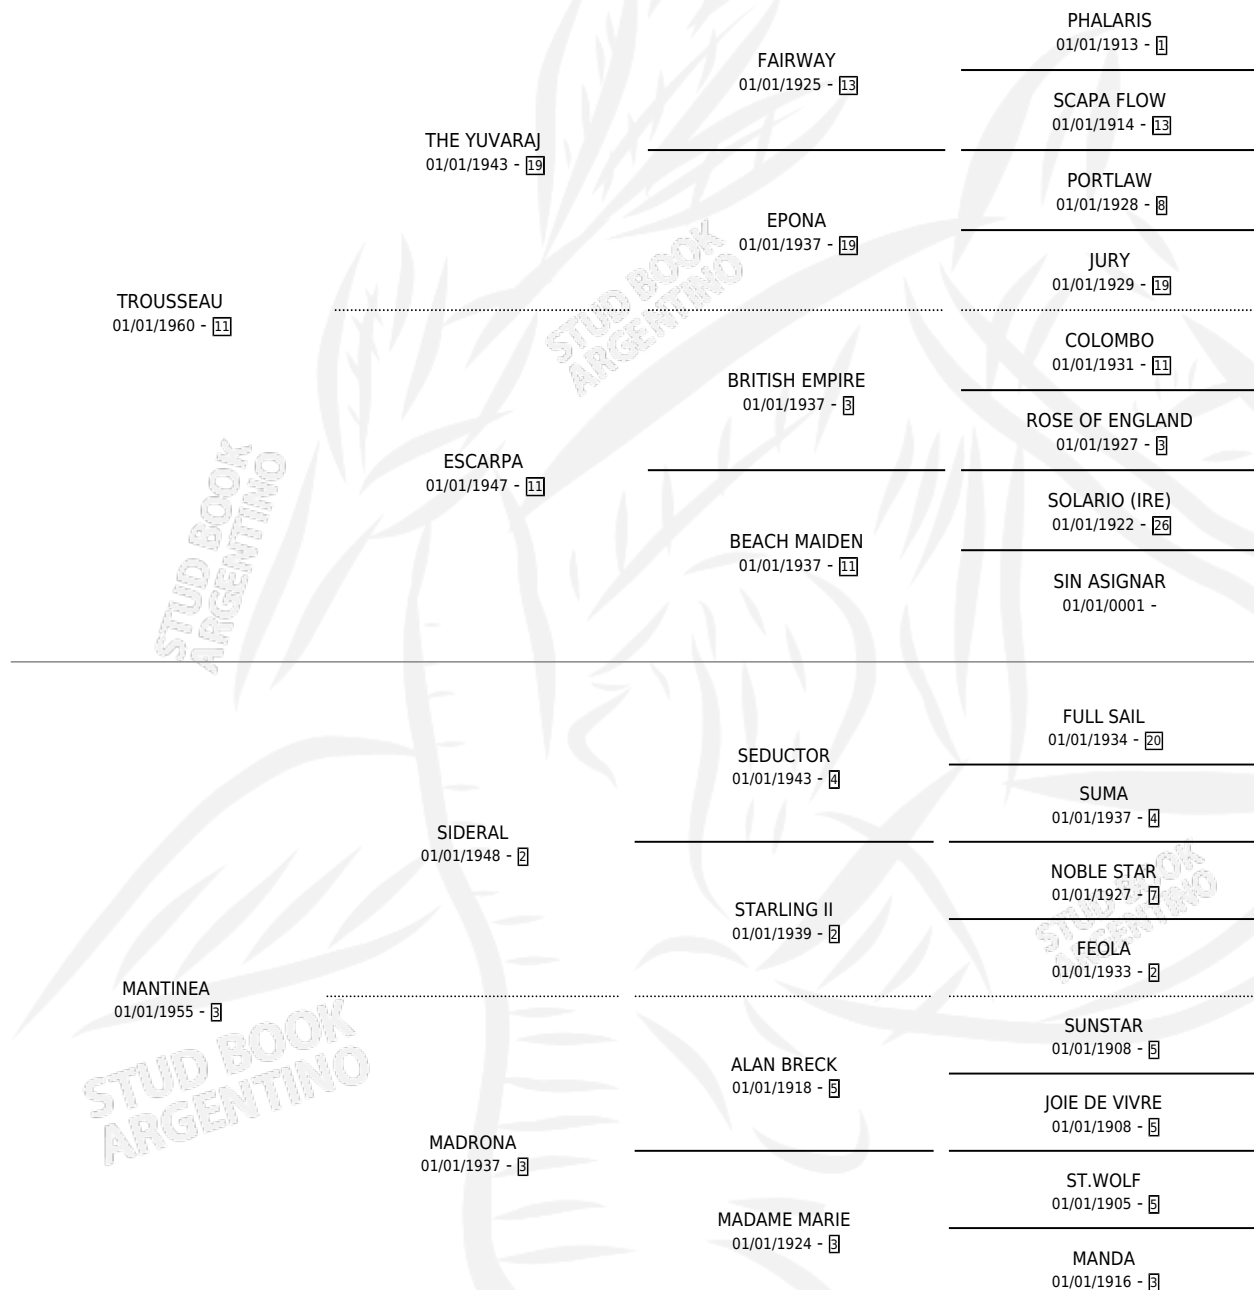 PHALARIS
01/01/1913 - 1
FAIRWAY
01/01/1925 - 13
SCAPA FLOW
01/01/1914 - 13
THE YUVARAJ
01/01/1943 - 19
PORTLAW
01/01/1928 - 8
EPONA
01/01/1937 - 19
JURY
01/01/1929 - 19
STUD BOOK
ARGENTINO
TROUSSEAU
01/01/1960 - 11
COLOMBO
01/01/1931 - 11
BRITISH EMPIRE
01/01/1937 - 3
ROSE OF ENGLAND
01/01/1927 - 3
ESCARPA
01/01/1947 - 11
SOLARIO (IRE)
01/01/1922 - 26
BEACH MAIDEN
01/01/1937 - 11
SIN ASIGNAR
01/01/0001 -
STUD BOOK
ARGENTINO
FULL SAIL
01/01/1934 - 20
SEDUCTOR
01/01/1943 - 4
SUMA
01/01/1937 - 4
SIDERAL
01/01/1948 - 2
NOBLE STAR
01/01/1927 - 7
STARLING II
01/01/1939 - 2
STUD BOOK
ARGENTINO
FEOLA
01/01/1933 - 2
MANTINEA
01/01/1955 - 3
SUNSTAR
01/01/1908 - 5
STUD BOOK
ARGENTINO
ALAN BRECK
01/01/1918 - 5
JOIE DE VIVRE
01/01/1908 - 5
MADRONA
01/01/1937 - 3
ST.WOLF
01/01/1905 - 5
MADAME MARIE
01/01/1924 - 3
MANDA
01/01/1916 - 3